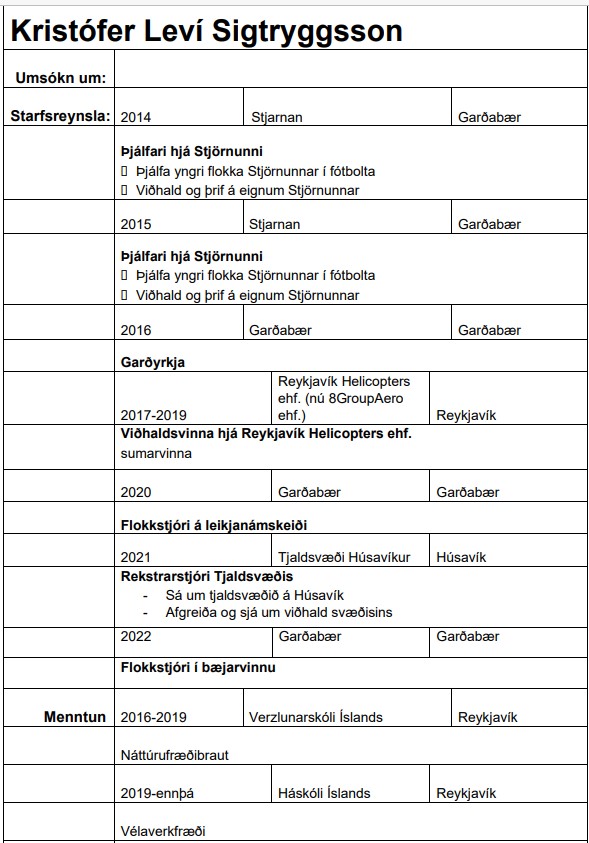 Kristófer Leví Sigtryggsson
Umsókn um:
Starfsreynsla: 2014 Stjarnan Garðabær
Þjálfari hjá Stjörnunni
▯ Þjálfa yngri flokka Stjörnunnar í fótbolta
▯ Viðhald og þrif á eignum Stjörnunnar
2015 Stjarnan Garðabær
Þjálfari hjá Stjörnunni
▯ Þjálfa yngri flokka Stjörnunnar í fótbolta
▯ Viðhald og þrif á eignum Stjörnunnar
2016 Garðabær Garðabær
Garðyrkja
Reykjavík Helicopters
ehf. (nú 8GroupAero
2017-2019 ehf.) Reykjavík
Viðhaldsvinna hjá Reykjavík Helicopters ehf.
sumarvinna
2020 Garðabær Garðabær
Flokkstjóri á leikjanámskeiði
2021 Tjaldsvæði Húsavíkur Húsavík
Rekstrarstjóri Tjaldsvæðis
- Sá um tjaldsvæðið á Húsavík
- Afgreiða og sjá um viðhald svæðisins
2022 Garðabær Garðabær
Flokkstjóri í bæjarvinnu
Menntun 2016-2019 Verzlunarskóli Íslands Reykjavík
Náttúrufræðibraut
2019-ennþá Háskóli Íslands Reykjavík
Vélaverkfræði